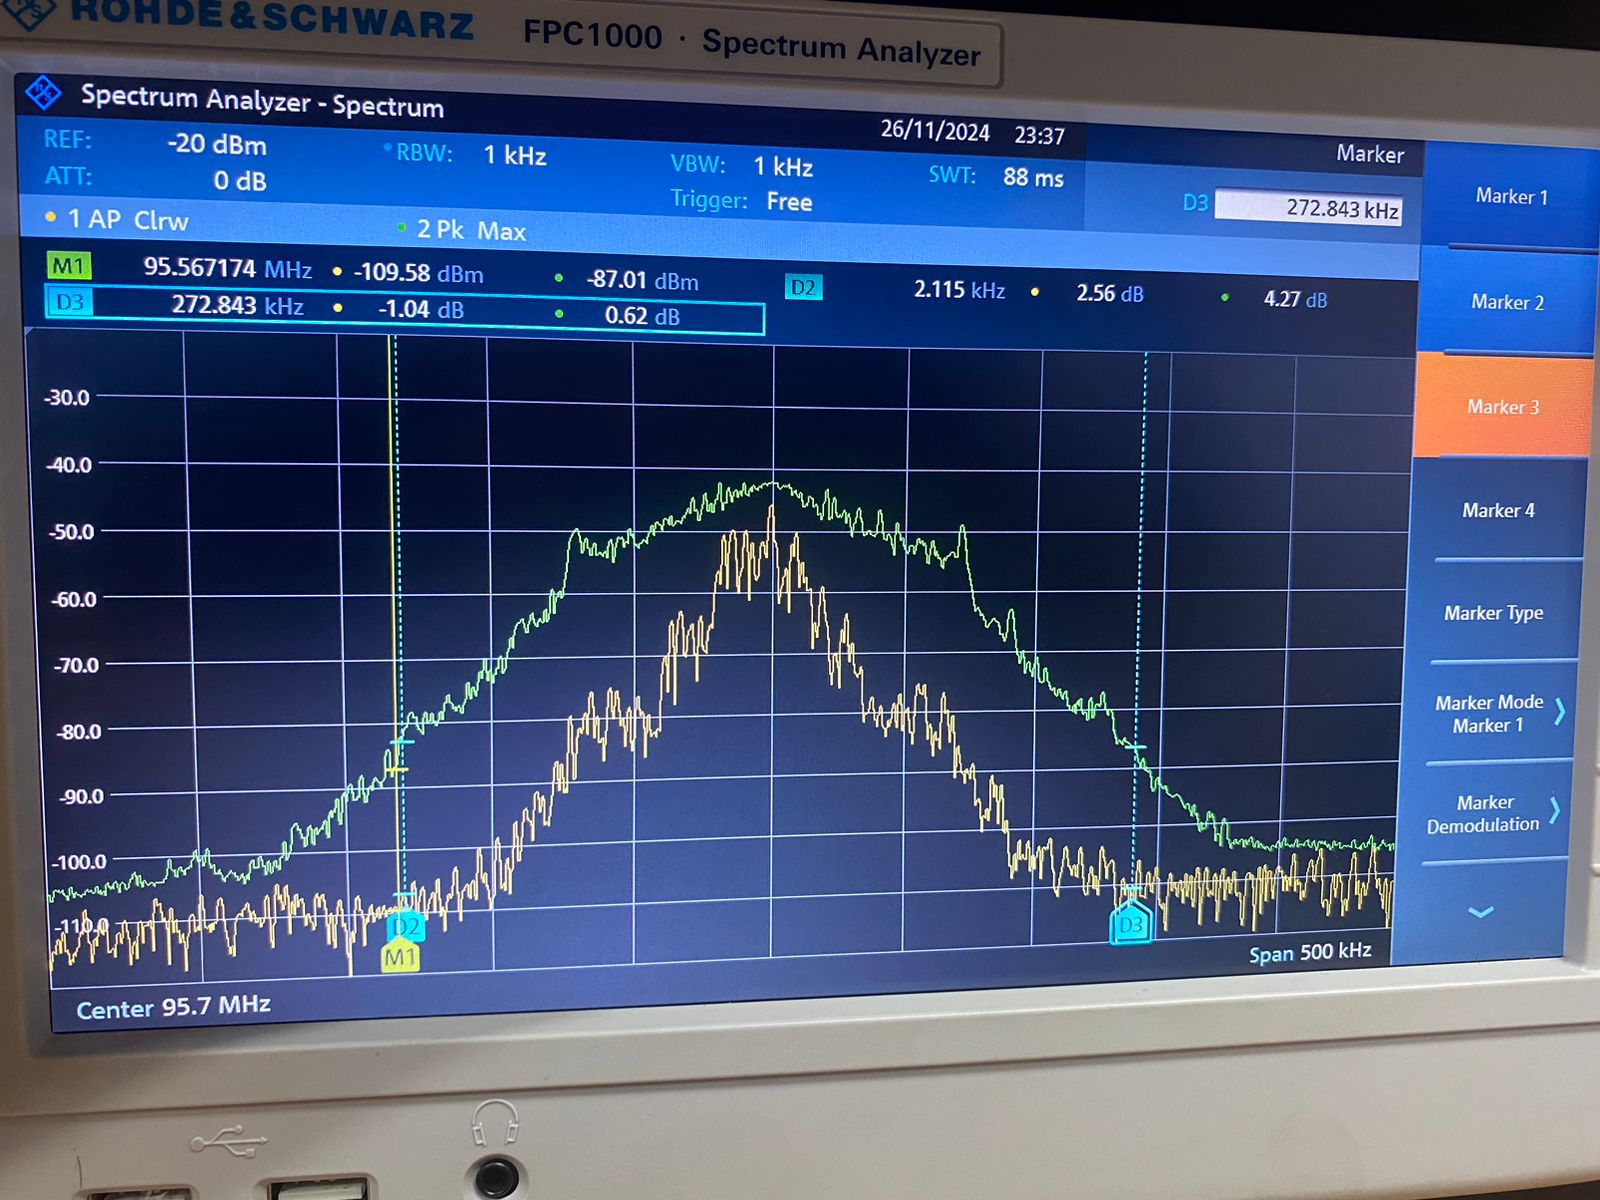 ROHDE & SCHWARZ FPC1000 · Spectrum Analyzer
Spectrum Analyzer - Spectrum
26/11/2024 23:37
REF: -20 dBm RBW: 1 kHz VBW: 1 kHz SWT: 88 ms
ATT: 0 dB Trigger: Free
1 AP Clrw 2 Pk Max
Marker
D3 272.843 kHz
M1 95.567174 MHz -109.58 dBm -87.01 dBm D2 2.115 kHz 2.56 dB 4.27 dB
D3 272.843 kHz -1.04 dB 0.62 dB
-30.0
-40.0
-50.0
-60.0
-70.0
-80.0
-90.0
-100.0
-110.0
D2
M1
D3
Center 95.7 MHz
Span 500 kHz
Marker 1
Marker 2
Marker 3
Marker 4
Marker Type
Marker Mode
Marker 1
Marker
Demodulation